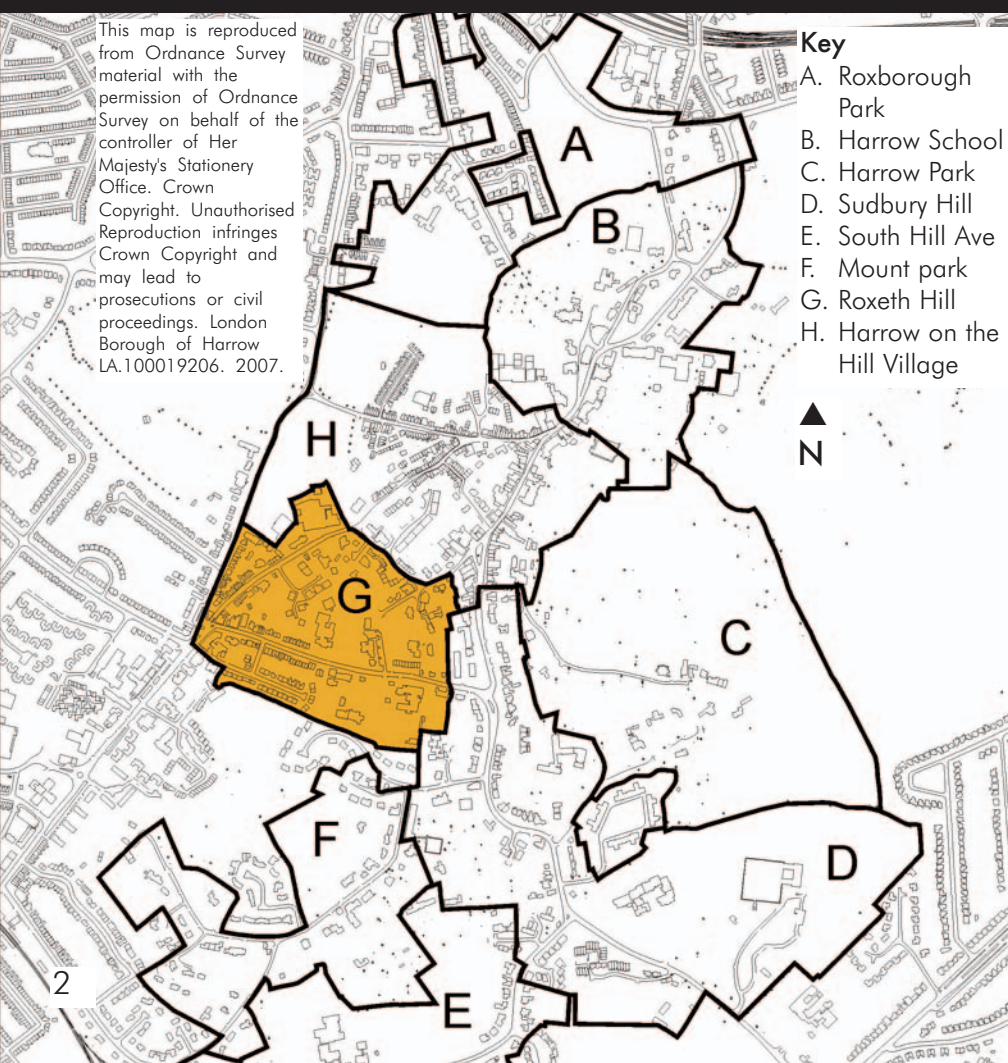 This map is reproduced
from Ordnance Survey
material with the
permission of Ordnance
Survey on behalf of the
controller of Her
Majesty's Stationery
Office. Crown
Copyright. Unauthorised
Reproduction infringes
Crown Copyright and
may lead to
prosecutions or civil
proceedings. London
Borough of Harrow
LA.100019206. 2007.
Key
A. Roxborough
Park
B. Harrow School
C. Harrow Park
D. Sudbury Hill
E. South Hill Ave
F. Mount park
G. Roxeth Hill
H. Harrow on the
Hill Village
N
A
B
H
G
C
F
D
E
2